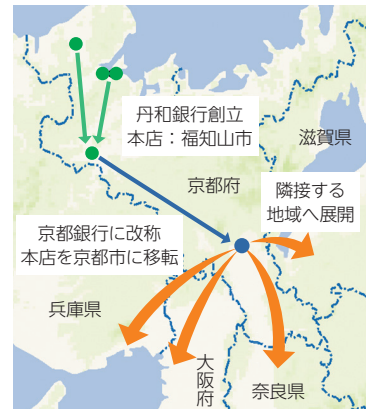 丹和銀行創立
本店：福知山市
滋賀県
京都府
隣接する
地域へ展開
京都銀行に改称
本店を京都市に移転
兵庫県
大阪府
奈良県